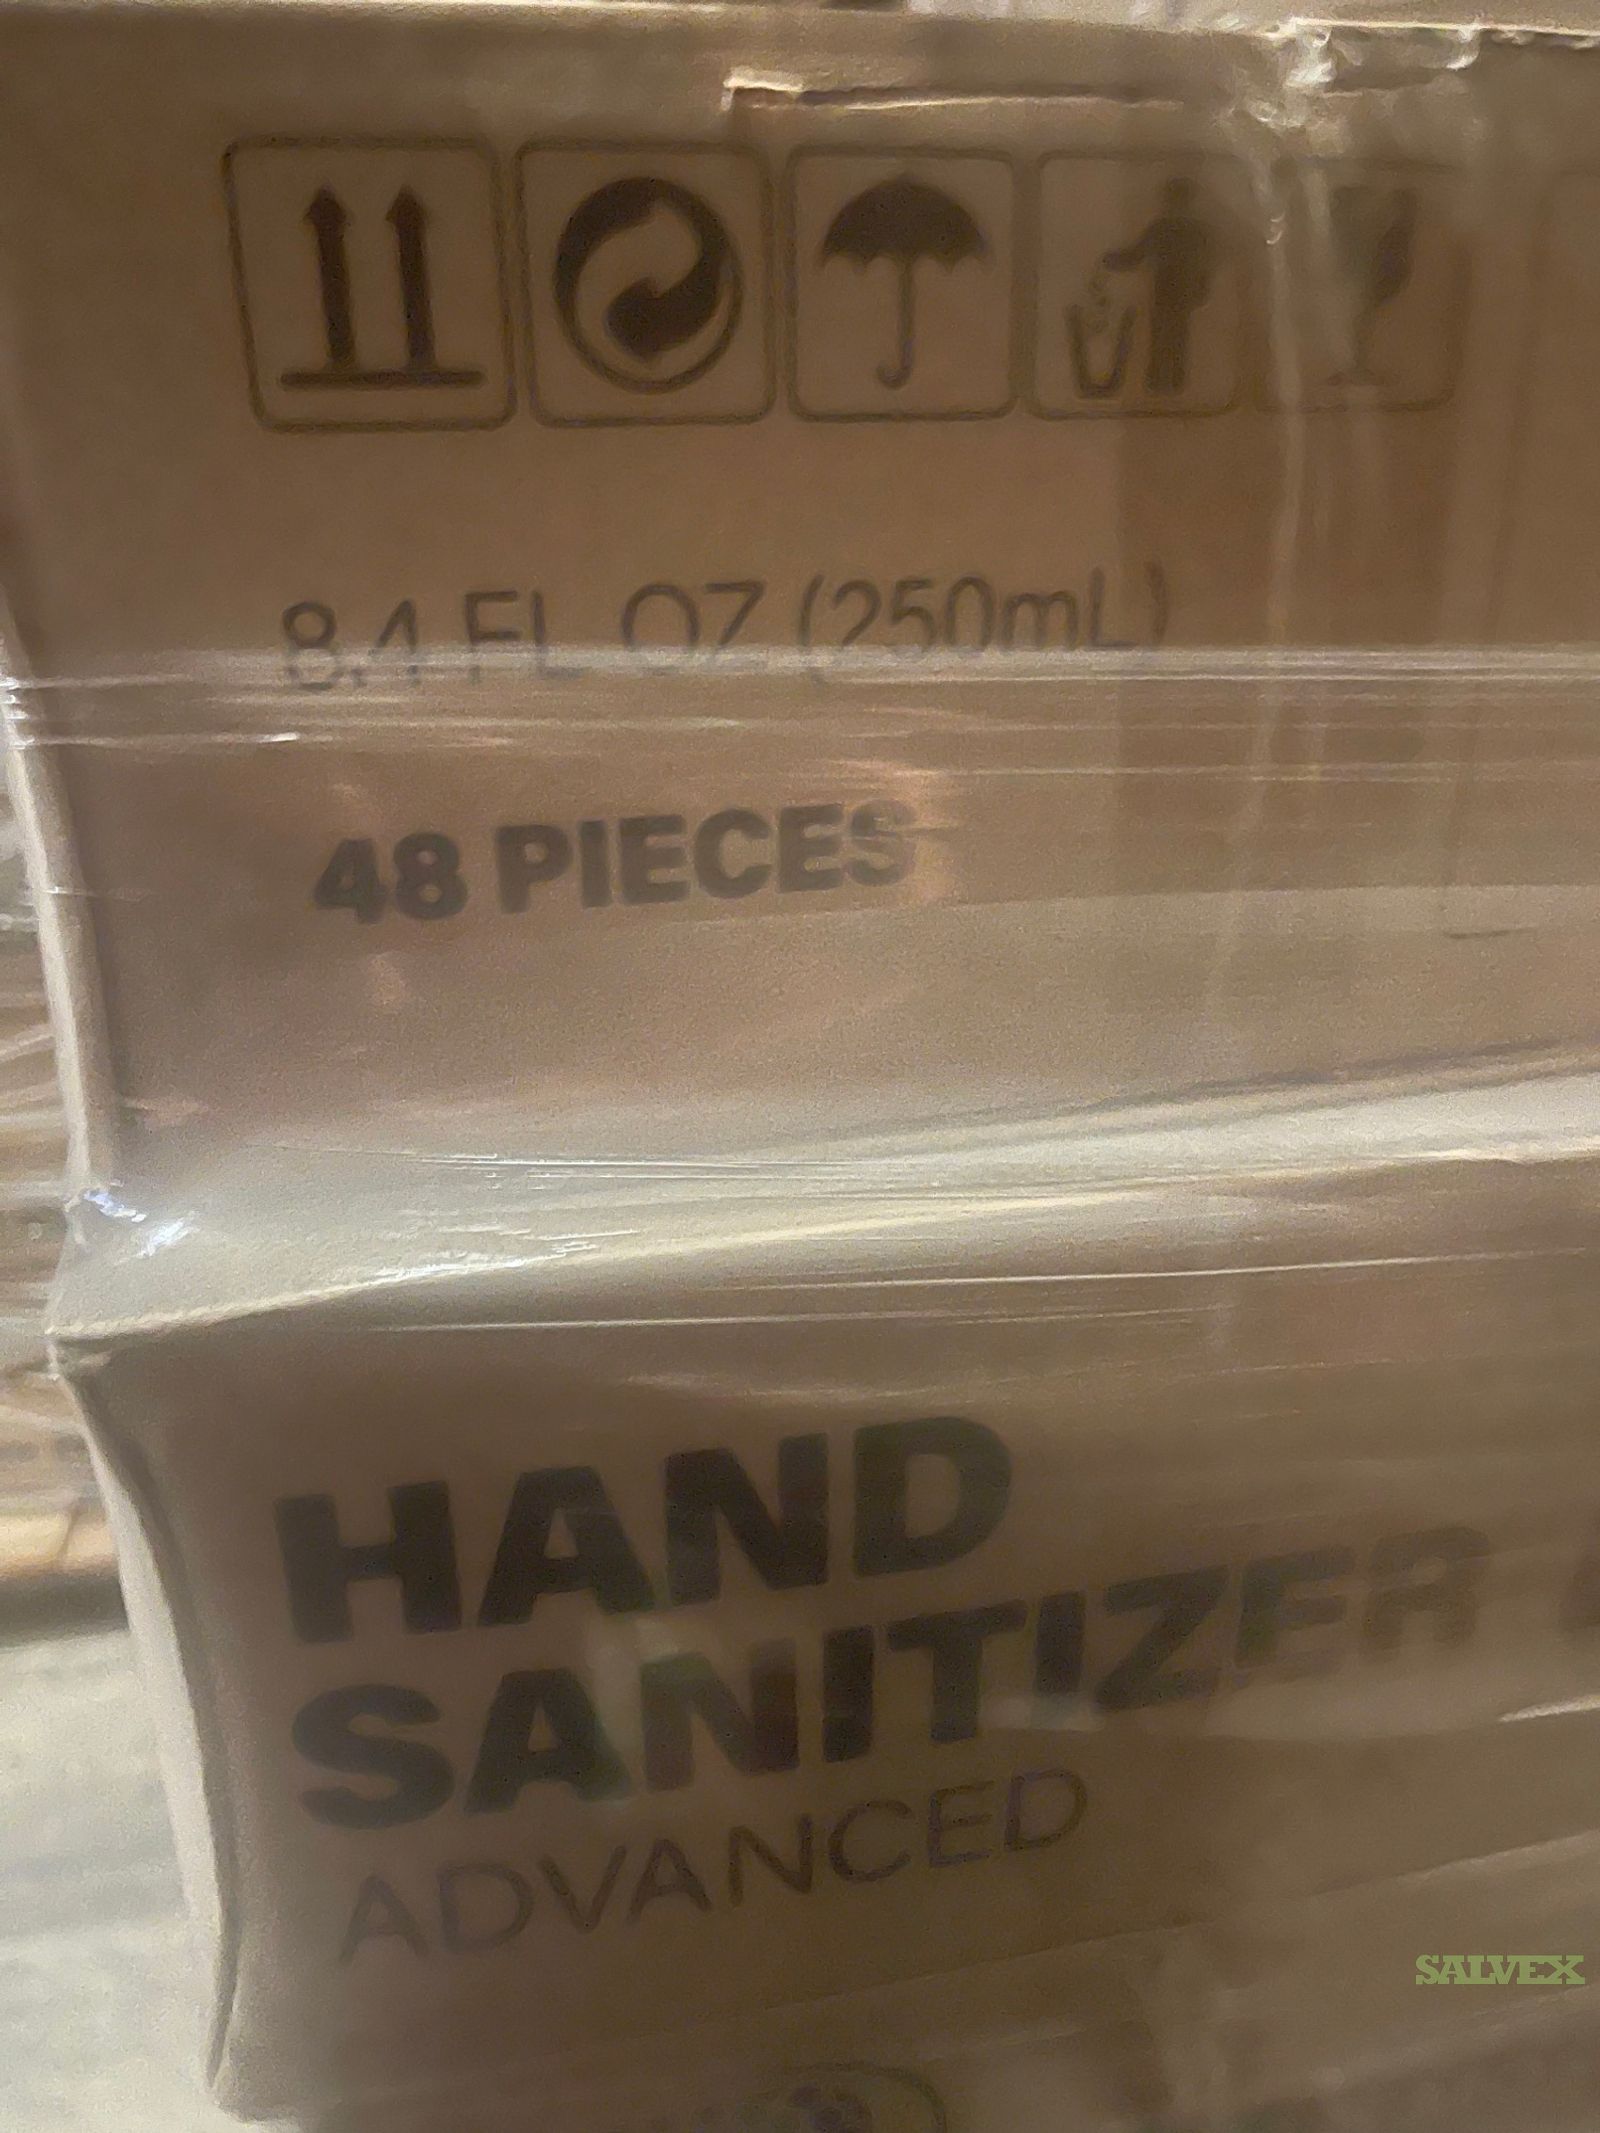 8.4 FL OZ (250mL)
48 PIECES
HAND
SANITIZER
ADVANCED
SALVEX